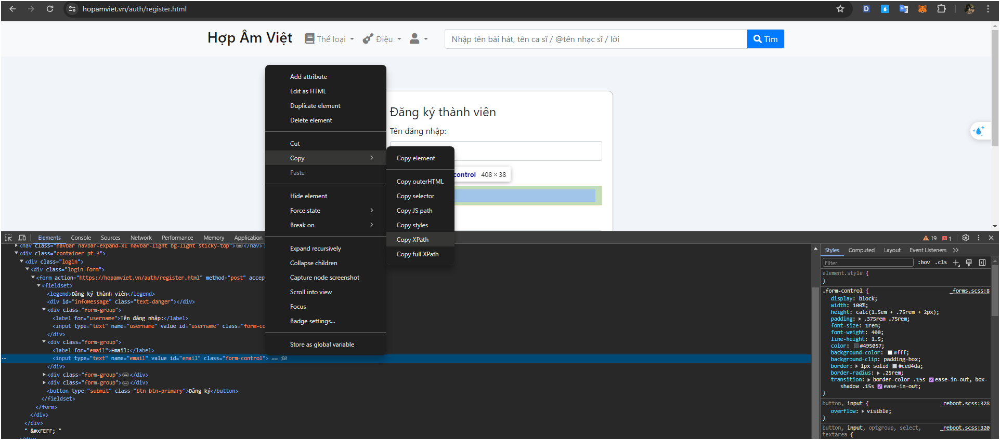 hopamviet.vn/auth/register.html
Hợp Âm Việt Thể loại Điệu Nhập tên bài hát, tên ca sĩ / @tên nhạc sĩ / lời Tìm
Add attribute
Edit as HTML
Duplicate element
Delete element
Cut
Copy
Paste
Hide element
Force state
Break on
Expand recursively
Collapse children
Capture node screenshot
Scroll into view
Focus
Badge settings...
Store as global variable
Copy element
Copy outerHTML
Copy selector
Copy JS path
Copy styles
Copy XPath
Copy full XPath
Đăng ký thành viên
Tên đăng nhập:
control 408 × 38
Elements Console Sources Network Performance Memory Application 19 1
<nav class="navbar navbar-expand-xl navbar-light bg-light sticky-top"> </nav>
<div class="container pt-3">
<div class="login">
<div class="login-form">
<form action="https://hopamviet.vn/auth/register.html" method="post" accep
<fieldset>
<legend>Đăng ký thành viên</legend>
<div id="infoMessage" class="text-danger"></div>
<div class="form-group">
<label for="username">Tên đăng nhập:</label>
<input type="text" name="username" value id="username" class="form-co
</div>
<div class="form-group">
<label for="email">Email:</label>
<input type="text" name="email" value id="email" class="form-control"> == $0
</div>
<div class="form-group"> </div>
<div class="form-group"> </div>
<button type="submit" class="btn btn-primary">Đăng ký</button>
</fieldset>
</form>
</div>
</div>
" &#xFEFF; "
</div>
Styles Computed Layout Event Listeners
Filter :hov .cls
element.style {
}
.form-control { _forms.scss:8
display: block;
width: 100%;
height: calc(1.5em + .75rem + 2px);
padding: .375rem .75rem;
font-size: 1rem;
font-weight: 400;
line-height: 1.5;
color: #495057;
background-color: #fff;
background-clip: padding-box;
border: 1px solid #ced4da;
border-radius: .25rem;
transition: border-color .15s ease-in-out, box-
shadow .15s ease-in-out;
}
button, input { _reboot.scss:328
overflow: visible;
}
button, input, optgroup, select, _reboot.scss:320
textarea {